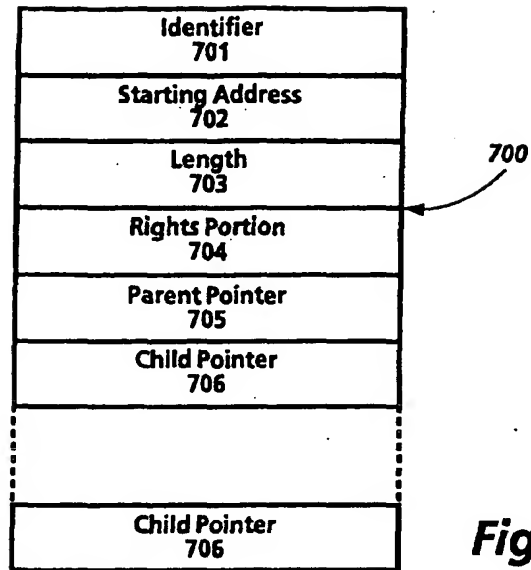 Identifier
701
Starting Address
702
Length
703
700
Rights Portion
704
Parent Pointer
705
Child Pointer
706
Child Pointer
706
Fig